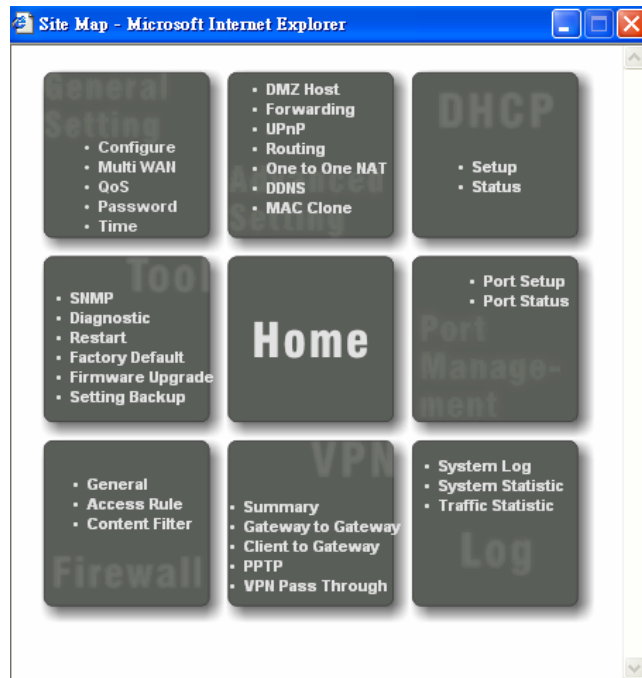 Site Map - Microsoft Internet Explorer
General
Setting
Configure
Multi WAN
QoS
Password
Time
DMZ Host
Forwarding
UPnP
Routing
One to One NAT
DDNS
MAC Clone
Advanced
Setting
DHCP
Setup
Status
Tool
SNMP
Diagnostic
Restart
Factory Default
Firmware Upgrade
Setting Backup
Home
Port Setup
Port Status
Port
Manage-
ment
General
Access Rule
Content Filter
Firewall
VPN
Summary
Gateway to Gateway
Client to Gateway
PPTP
VPN Pass Through
System Log
System Statistic
Traffic Statistic
Log